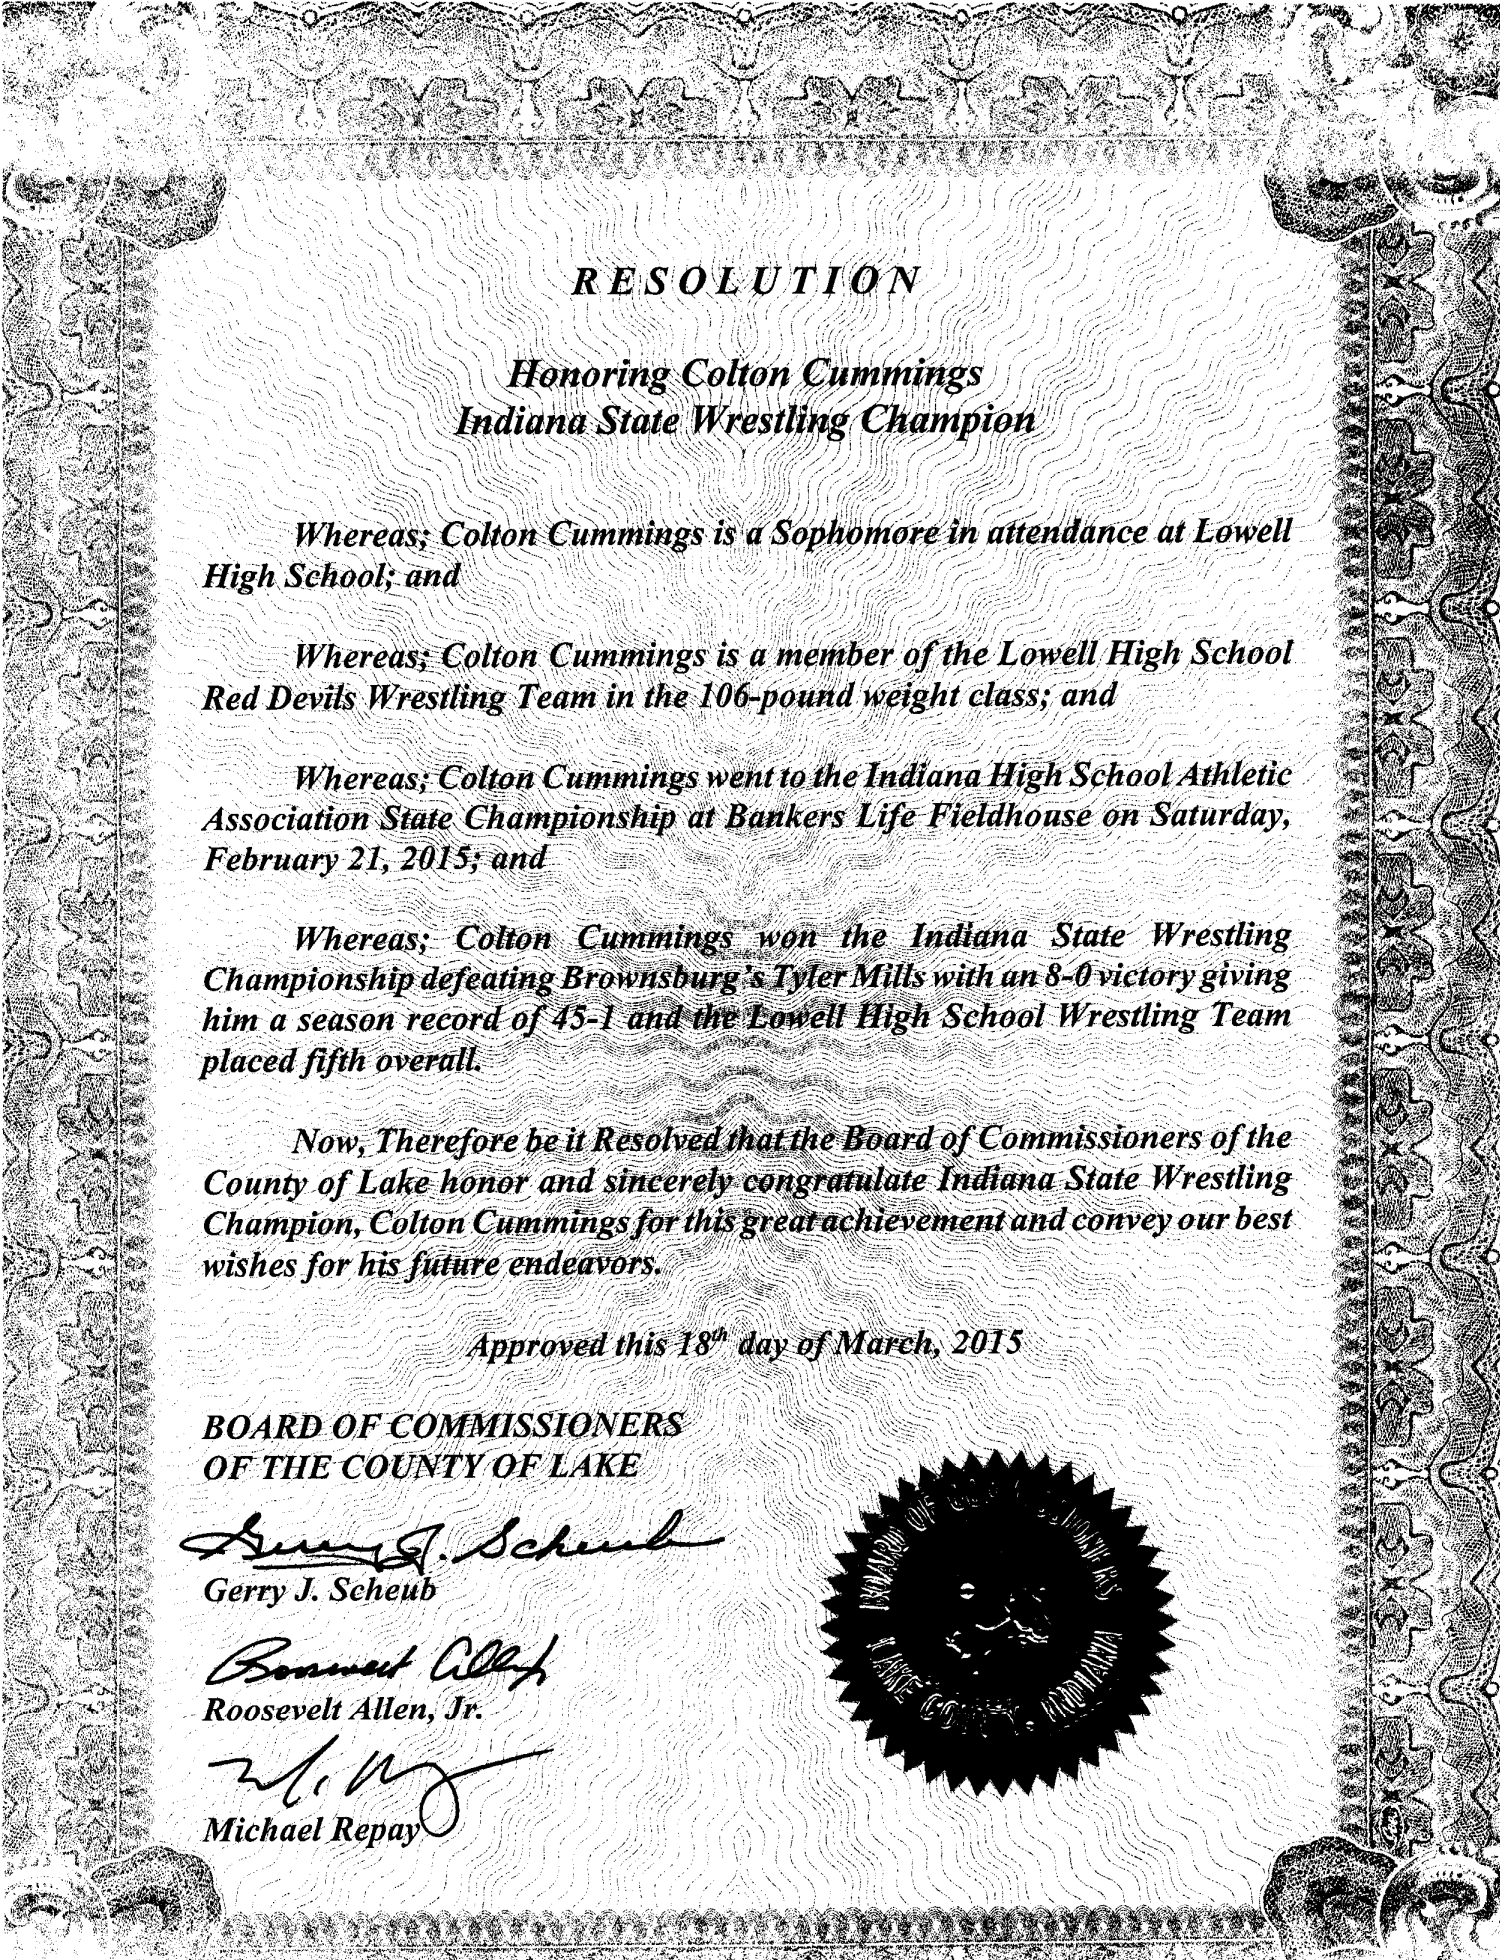 RESOLUTION
Honoring Colton Cummings
Indiana State Wrestling Champion
Whereas; Colton Cummings is a Sophomore in attendance at Lowell
High School; and
Whereas; Colton Cummings is a member of the Lowell High School
Red Devils Wrestling Team in the 106-pound weight class; and
Whereas; Colton Cummings went to the Indiana High School Athletic
Association State Championship at Bankers Life Fieldhouse on Saturday,
February 21, 2015; and
Whereas; Colton Cummings won the Indiana State Wrestling
Championship defeating Brownsburg's Tyler Mills with an 8-0 victory giving
him a season record of 45-1 and the Lowell High School Wrestling Team
placed fifth overall.
Now, Therefore be it Resolved that the Board of Commissioners of the
County of Lake honor and sincerely congratulate Indiana State Wrestling
Champion, Colton Cummings for this great achievement and convey our best
wishes for his future endeavors.
Approved this 18th day of March, 2015
BOARD OF COMMISSIONERS
OF THE COUNTY OF LAKE
Gerry J. Scheub
Gerry J. Scheub
Roosevelt Allen, Jr.
Michael Repay
BOARD OF COMMISSIONERS
LAKE COUNTY. INDIANA